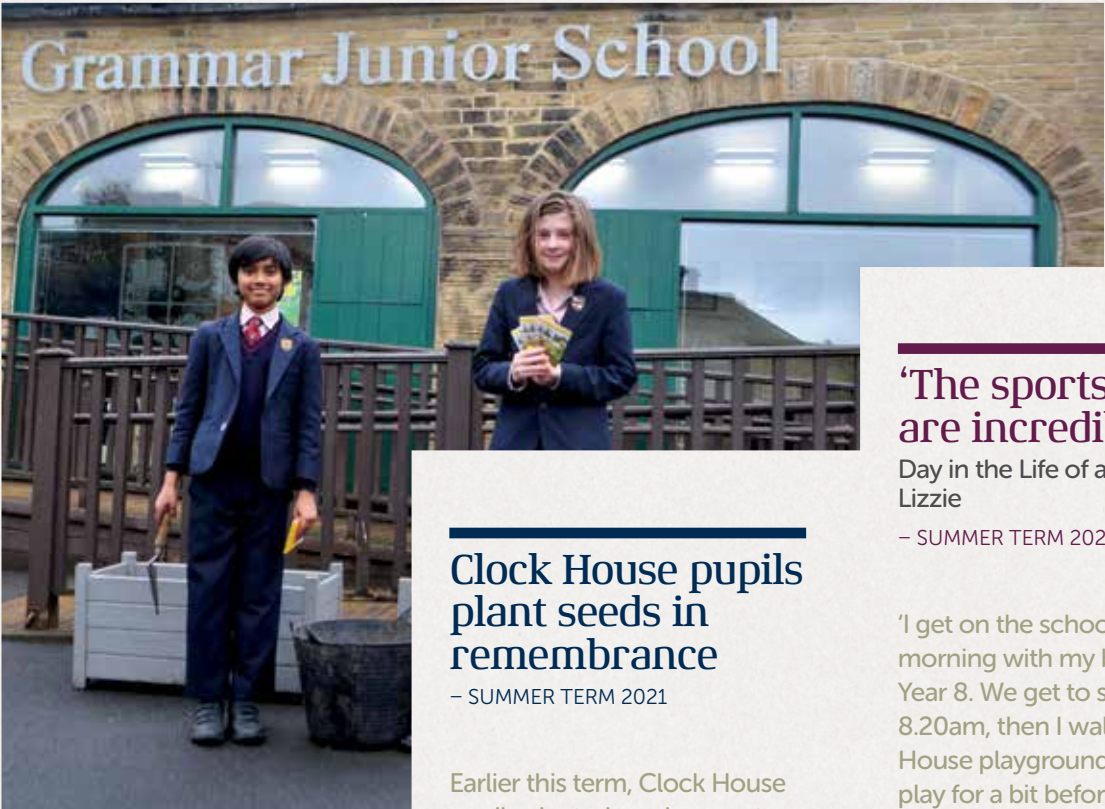 Grammar Junior School
Clock House pupils
plant seeds in
remembrance
– SUMMER TERM 2021
Earlier this term, Clock House
‘The sports
are incredi
Day in the Life of a
Lizzie
– SUMMER TERM 202
‘I get on the schoo
morning with my
Year 8. We get to s
8.20am, then I wal
House playground
play for a bit befor